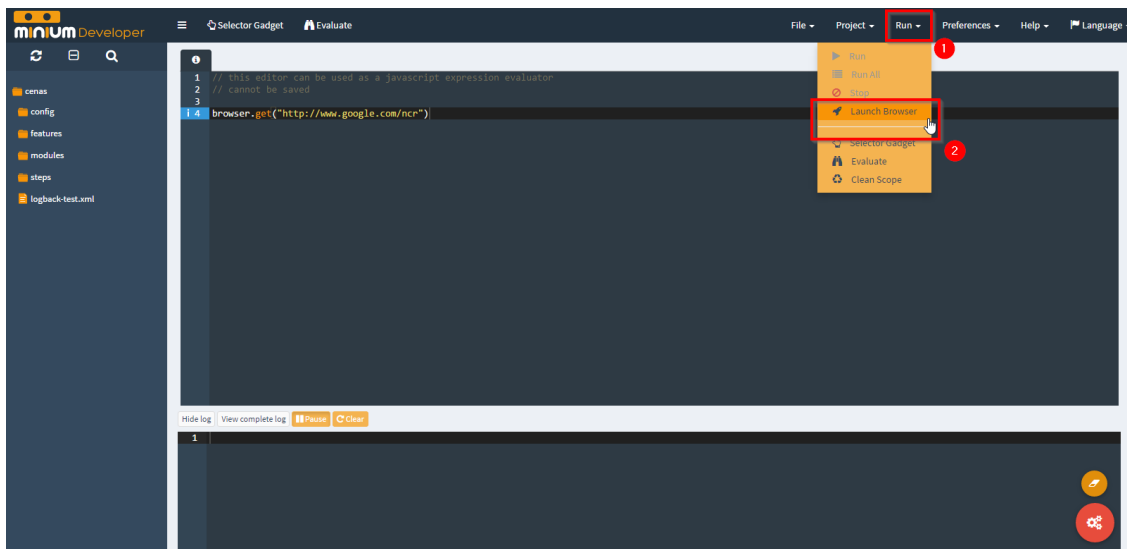 minium Developer
Selector Gadget
Evaluate
File
Project
Run
Preferences
Help
Language
1
Run
Run All
Stop
Launch Browser
Selector Gadget
2
Evaluate
Clean Scope
cenas
config
features
modules
steps
logback-test.xml
1 // this editor can be used as a javascript expression evaluator
2 // cannot be saved
3
i 4 browser.get("http://www.google.com/ncr")
Hide log
View complete log
Pause
Clear
1